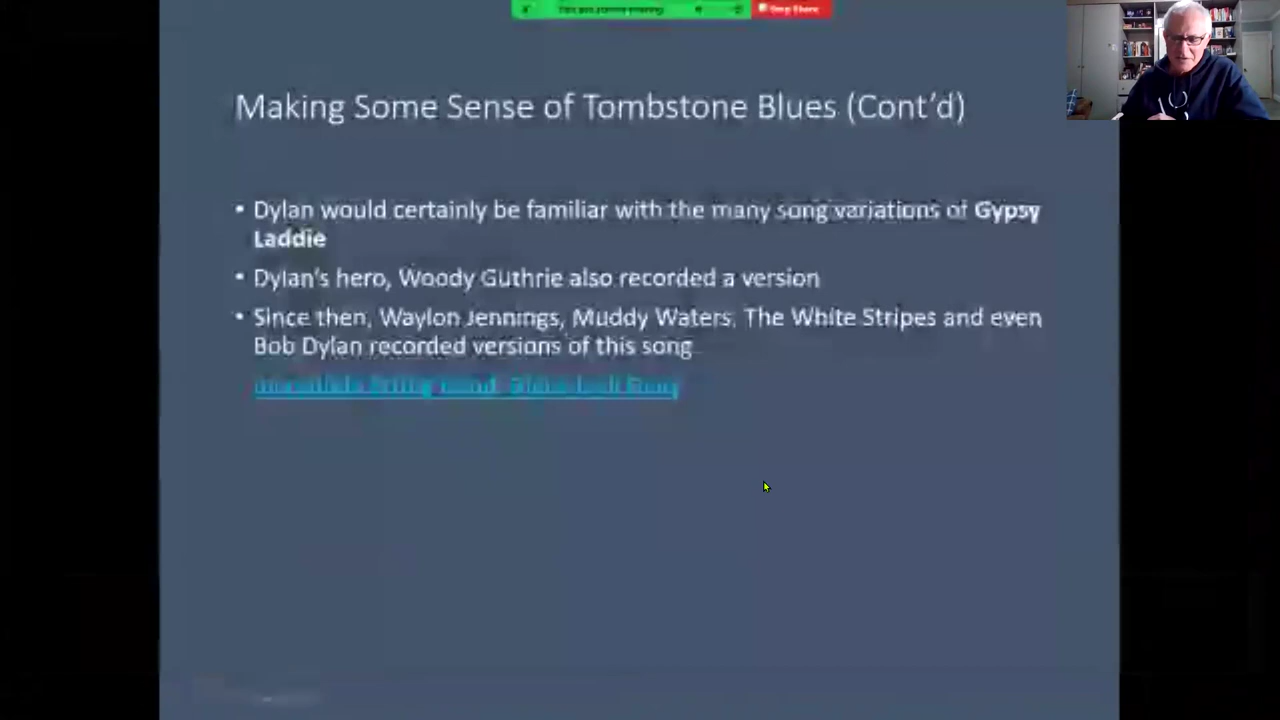 Stop Share
Making Some Sense of Tombstone Blues (Cont'd)
• Dylan would certainly be familiar with the many song variations of Gypsy
Laddie
• Dylan's hero, Woody Guthrie also recorded a version
• Since then, Waylon Jennings, Muddy Waters, The White Stripes and even
Bob Dylan recorded versions of this song